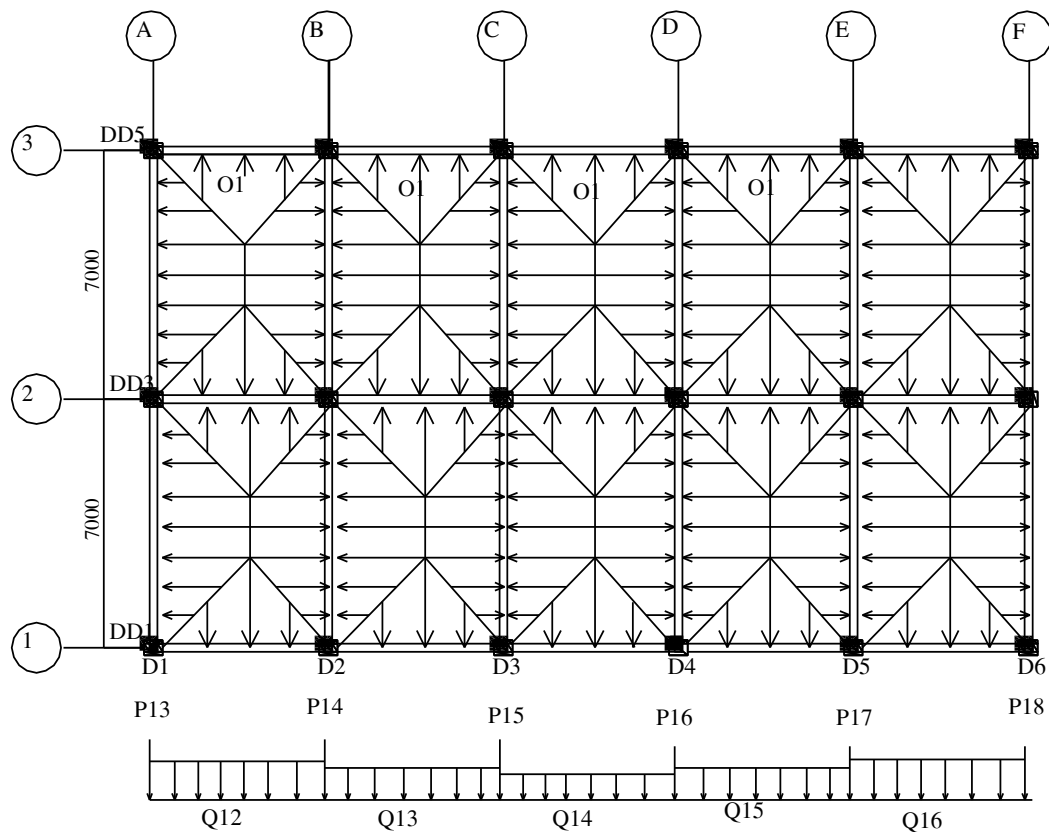 A B C D E F
3 DD5
O1 O1 O1 O1
7000
2 DD3
7000
1 DD1
D1 D2 D3 D4 D5 D6
P13 P14 P15 P16 P17 P18
Q12 Q13 Q14 Q15 Q16